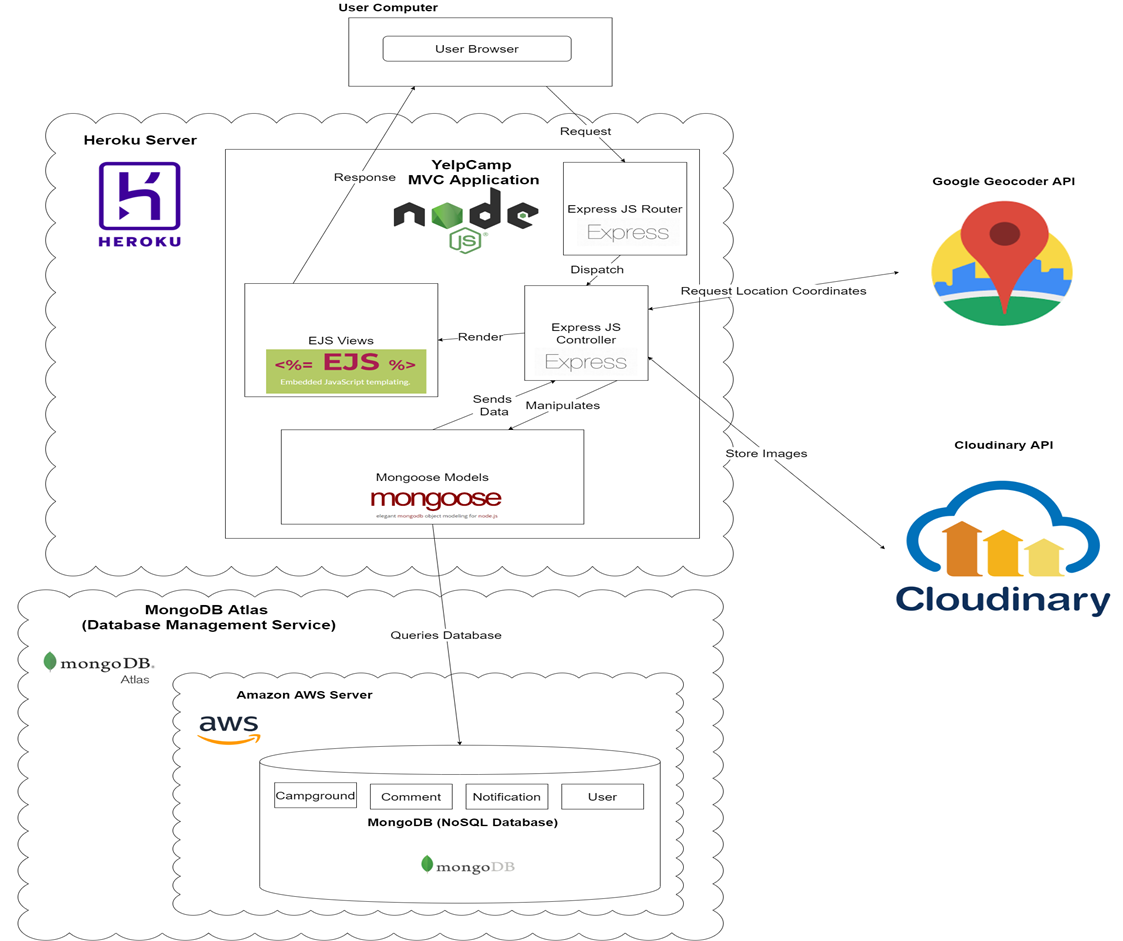 User Computer
User Browser
Request
Response
Heroku Server
HEROKU
YelpCamp
MVC Application
node
JS
Express JS Router
Express
Dispatch
Google Geocoder API
Request Location Coordinates
Express JS
Controller
Express
Render
EJS Views
<%= EJS %>
Embedded JavaScript templating.
Sends
Data
Manipulates
Cloudinary API
Store Images
Cloudinary
Mongoose Models
mongoose
elegant mongodb object modeling for node.js
MongoDB Atlas
(Database Management Service)
Queries Database
mongoDB.
Atlas
Amazon AWS Server
aws
Campground
Comment
Notification
User
MongoDB (NoSQL Database)
mongoDB